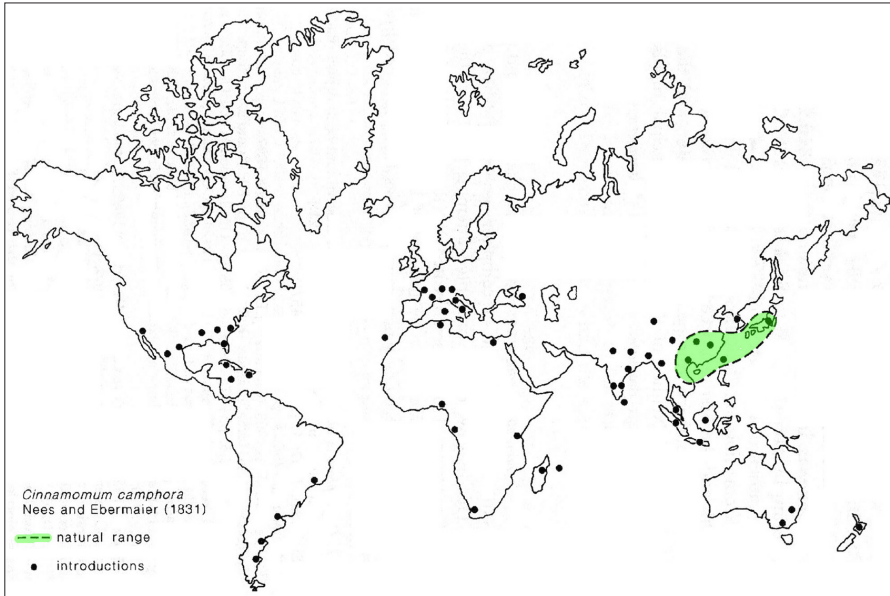 Cinnamomum camphora
Nees and Ebermaier (1831)
natural range
introductions